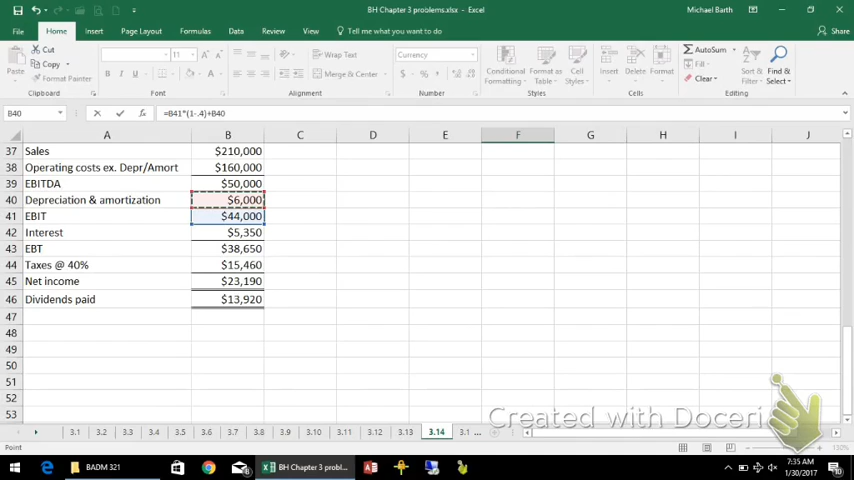 BH Chapter 3 problems.xlsx - Excel
Michael Barth
File Home Insert Page Layout Formulas Data Review View Tell me what you want to do Share
Paste Cut Copy Format Painter Clipboard
11 Font
Wrap Text Merge & Center Alignment
Currency Number
Conditional Formatting Format as Table Cell Styles Styles
Insert Delete Format Cells
AutoSum Fill Clear Sort & Filter Find & Select Editing
B40 =B41*(1-.4)+B40
A B C D E F G H I J
37 Sales $210,000
38 Operating costs ex. Depr/Amort $160,000
39 EBITDA $50,000
40 Depreciation & amortization $6,000
41 EBIT $44,000
42 Interest $5,350
43 EBT $38,650
44 Taxes @ 40% $15,460
45 Net income $23,190
46 Dividends paid $13,920
47
48
49
50
51
52
53
Created with Doceri
3.1 3.2 3.3 3.4 3.5 3.6 3.7 3.8 3.9 3.10 3.11 3.12 3.13 3.14 3.1 ...
Point 130%
BADM 321 BH Chapter 3 probl... 7:35 AM
1/30/2017